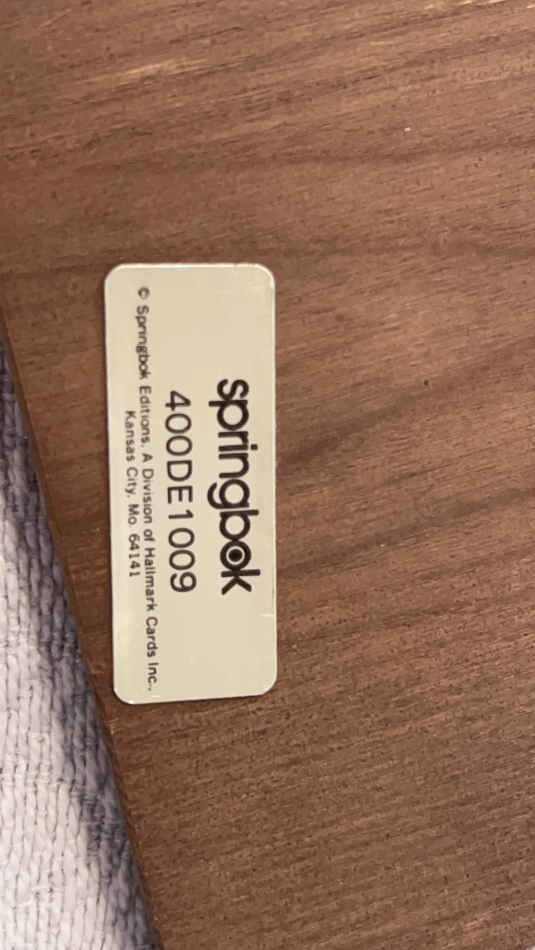 springbok
400DE1009
© Springbok Editions, A Division of Hallmark Cards Inc.,
Kansas City, Mo. 64141